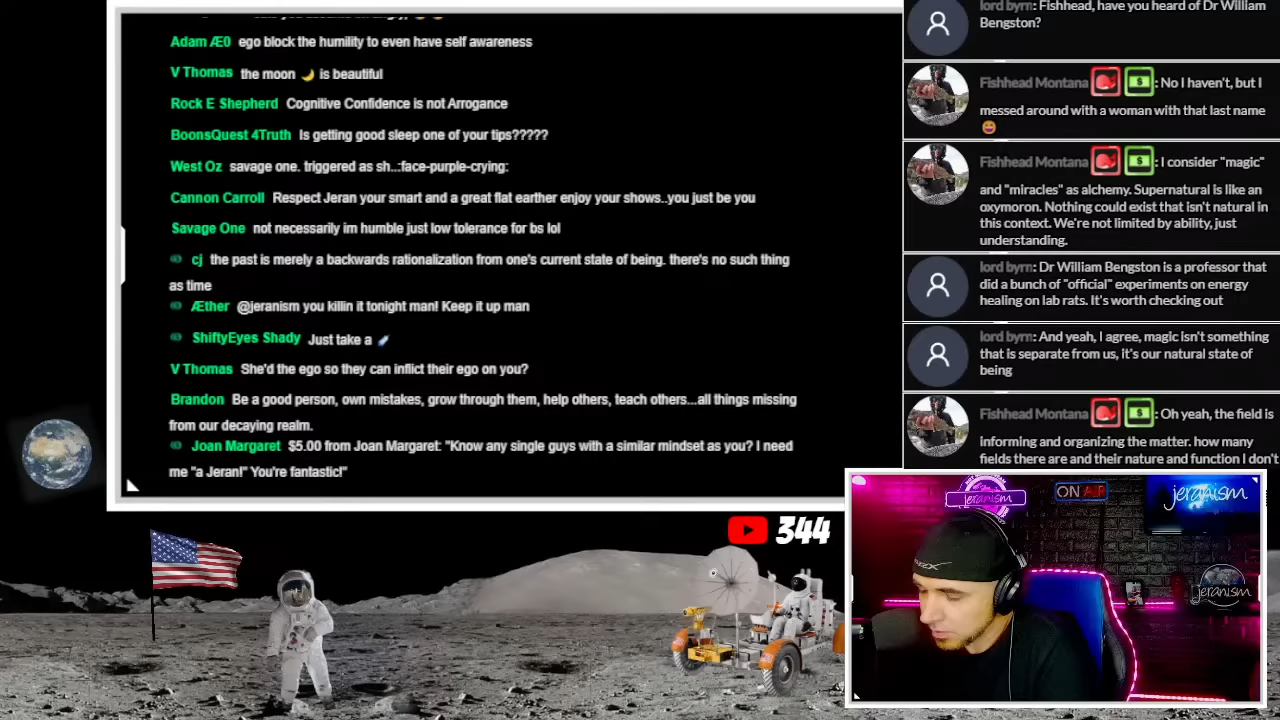 Adam Æ0 ego block the humility to even have self awareness
V Thomas the moon 🌙 is beautiful
Rock E Shepherd Cognitive Confidence is not Arrogance
BoonsQuest 4Truth Is getting good sleep one of your tips?????
West Oz savage one. triggered as sh..:face-purple-crying:
Cannon Carroll Respect Jeran your smart and a great flat earther enjoy your shows..you just be you
Savage One not necessarily im humble just low tolerance for bs lol
cj the past is merely a backwards rationalization from one's current state of being. there's no such thing
as time
Æther @jeranism you killin it tonight man! Keep it up man
ShiftyEyes Shady Just take a
V Thomas She'd the ego so they can inflict their ego on you?
Brandon Be a good person, own mistakes, grow through them, help others, teach others...all things missing
from our decaying realm.
Joan Margaret $5.00 from Joan Margaret: "Know any single guys with a similar mindset as you? I need
me "a Jeran!" You're fantastic!"
344
lord byrn: Fishhead, have you heard of Dr William
Bengston?
Fishhead Montana : No I haven't, but I
messed around with a woman with that last name
😆
Fishhead Montana : I consider "magic"
and "miracles" as alchemy. Supernatural is like an
oxymoron. Nothing could exist that isn't natural in
this context. We're not limited by ability, just
understanding.
lord byrn: Dr William Bengston is a professor that
did a bunch of "official" experiments on energy
healing on lab rats. It's worth checking out
lord byrn: And yeah, I agree, magic isn't something
that is separate from us, it's our natural state of
being
Fishhead Montana : Oh yeah, the field is
informing and organizing the matter. how many
fields there are and their nature and function I don't
jeranism
ON AIR
jeranism
jeranism